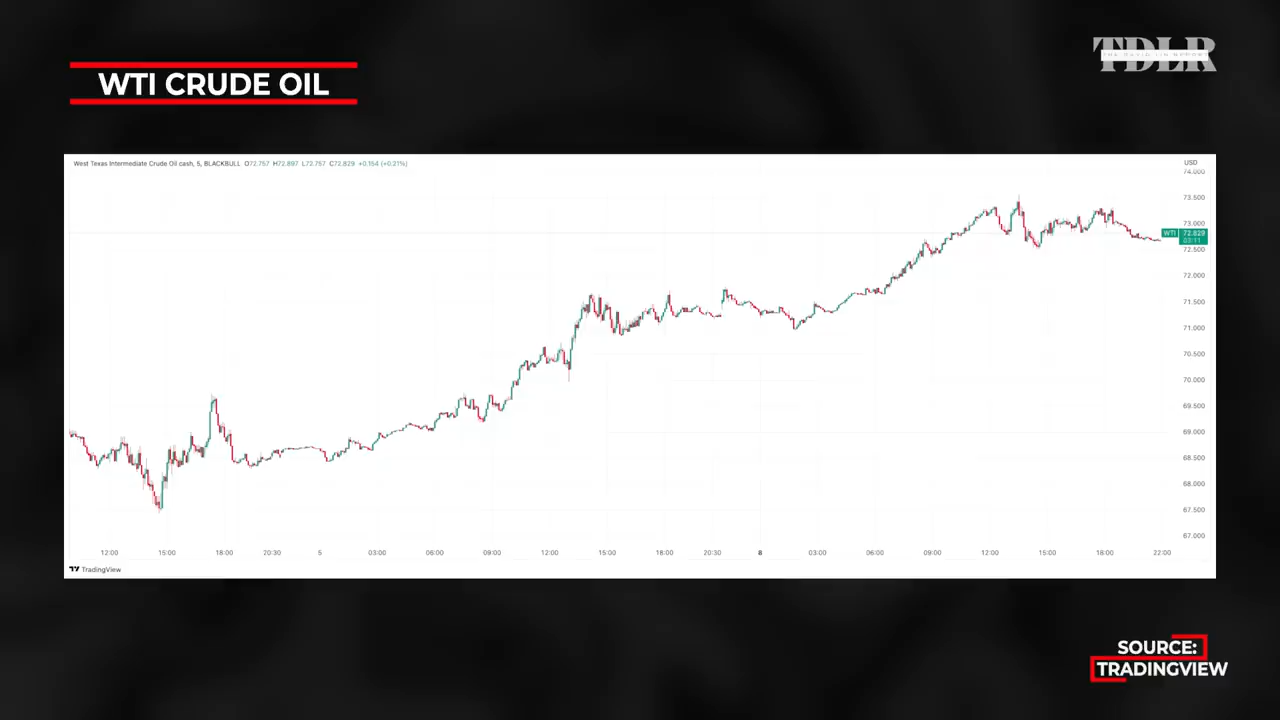 WTI CRUDE OIL
TDLR
West Texas Intermediate Crude Oil cash, 5, BLACKBULL O72.757 H72.897 L72.757 C72.829 +0.154 (+0.21%)
USD
74.000
73.500
73.000
WTI 72.829
03:11
72.500
72.000
71.500
71.000
70.500
70.000
69.500
69.000
68.500
68.000
67.500
67.000
12:00 15:00 18:00 20:30 5 03:00 06:00 09:00 12:00 15:00 18:00 20:30 8 03:00 06:00 09:00 12:00 15:00 18:00 22:00
TradingView
SOURCE:
TRADINGVIEW